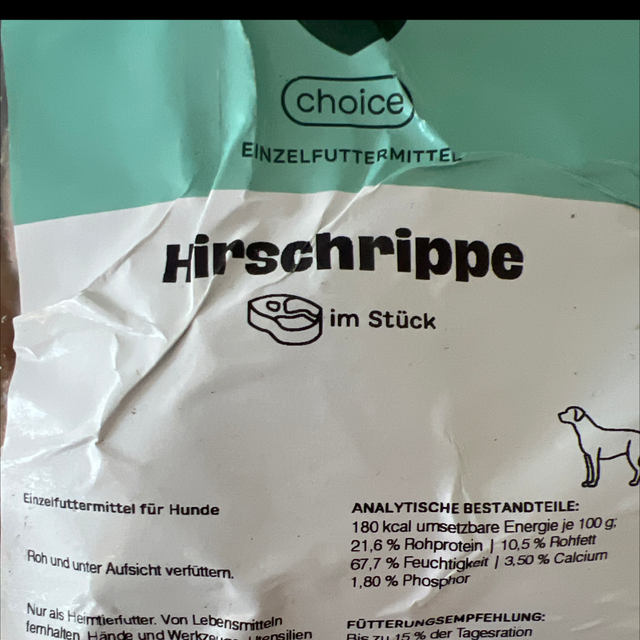 choice
EINZELFUTTERMITTEL
Hirschrippe
im Stück
Einzelfuttermittel für Hunde
Roh und unter Aufsicht verfüttern.
Nur als Heimtierfutter. Von Lebensmitteln
fernhalten. Hände und
ANALYTISCHE BESTANDTEILE:
180 kcal umsetzbare Energie je 100 g;
21,6 % Rohprotein | 10,5 % Rohfett
67,7 % Feuchtigkeit | 3,50 % Calcium
1,80 % Phosphor
FÜTTERUNGSEMPFEHLUNG:
Bis zu 15 % der Tagesration